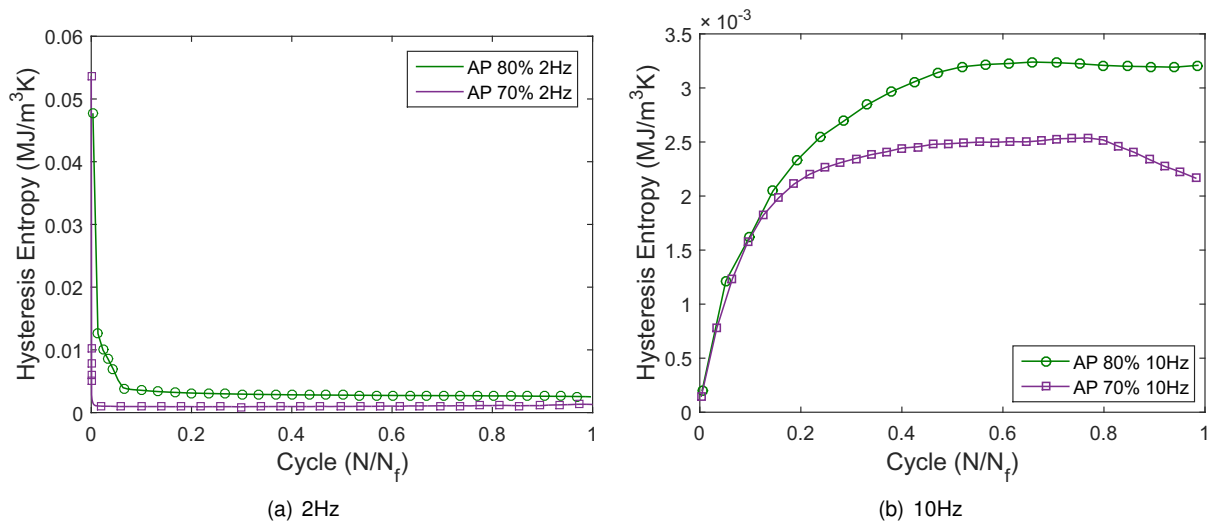 0.06
0.05
0.04
0.03
0.02
0.01
0
Hysteresis Entropy (MJ/m³K)
AP 80% 2Hz
AP 70% 2Hz
0 0.2 0.4 0.6 0.8 1
Cycle (N/N_f)
(a) 2Hz
× 10⁻³
3.5
3
2.5
2
1.5
1
0.5
0
Hysteresis Entropy (MJ/m³K)
AP 80% 10Hz
AP 70% 10Hz
0 0.2 0.4 0.6 0.8 1
Cycle (N/N_f)
(b) 10Hz